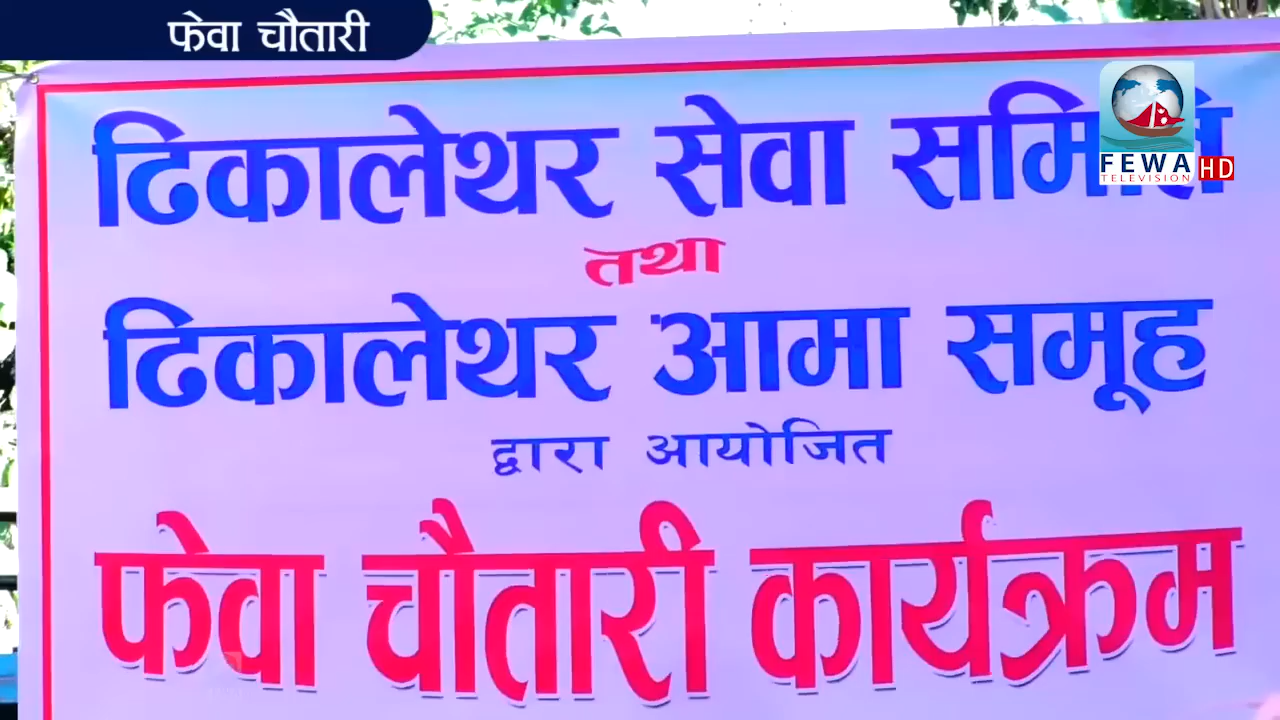 फेवा चौतारी
ढिकालेथर सेवा समिति
FEWA HD
TELEVISION
तथा
ढिकालेथर आमा समूह
द्वारा आयोजित
फेवा चौतारी कार्यक्रम